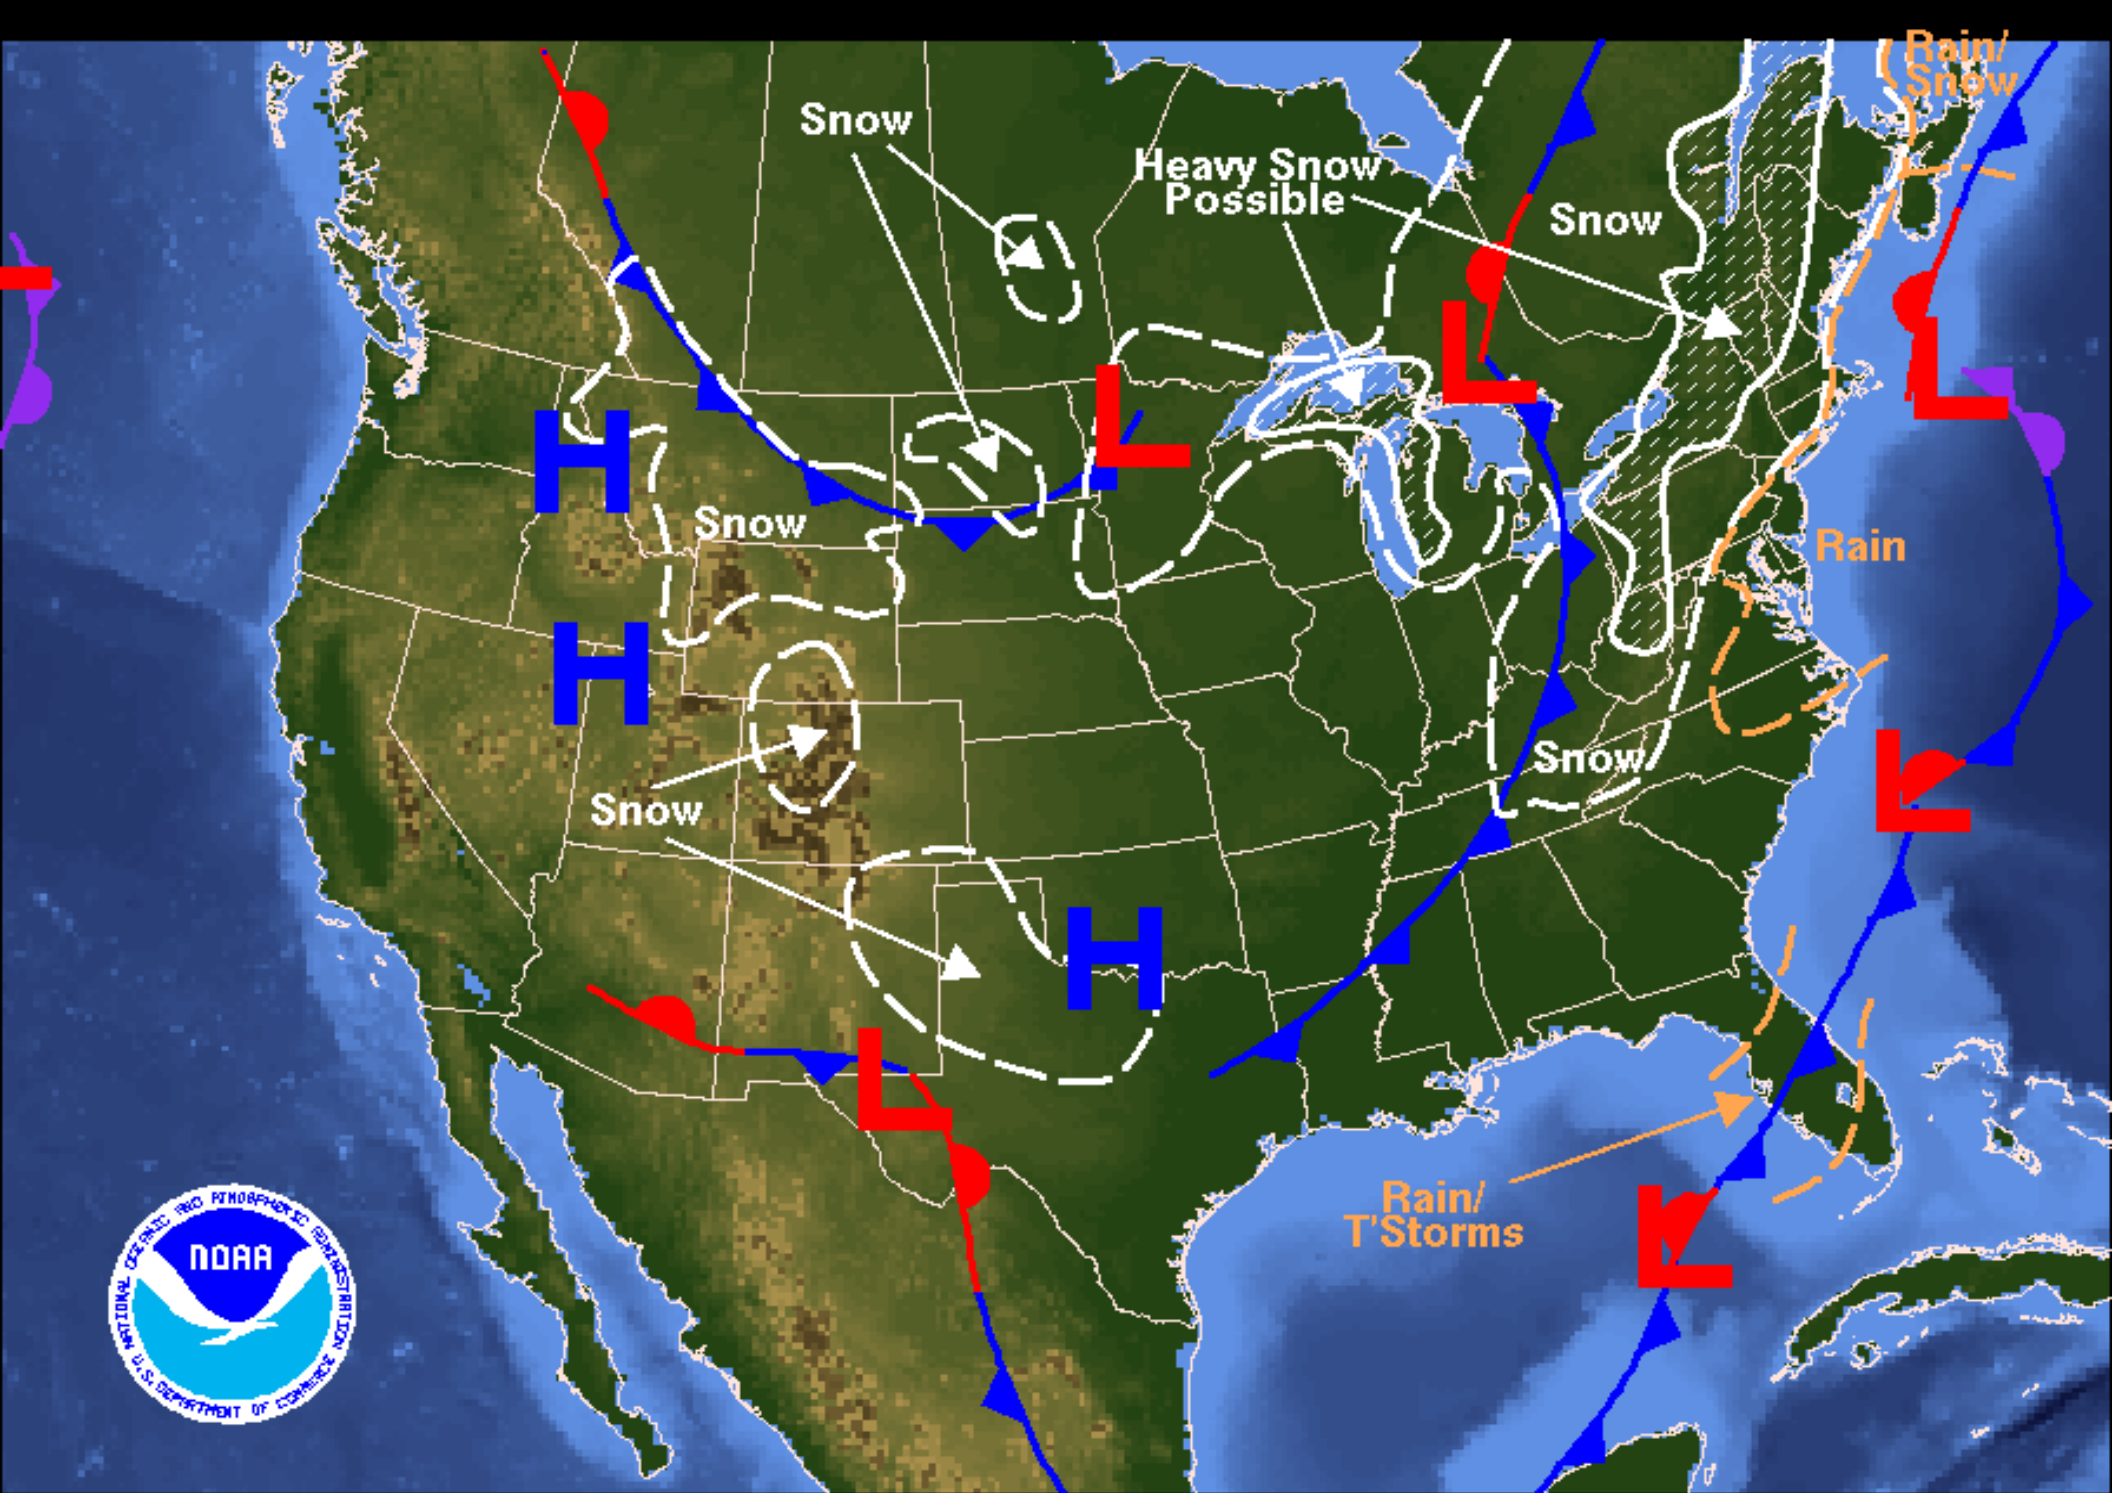 Rain/
Snow
Snow
Heavy Snow
Possible
Snow
L
L
L
H
Snow
Rain
H
Snow
L
Snow
H
L
Rain/
T'Storms
L
NOAA
NATIONAL OCEANIC AND ATMOSPHERIC ADMINISTRATION
U.S. DEPARTMENT OF COMMERCE